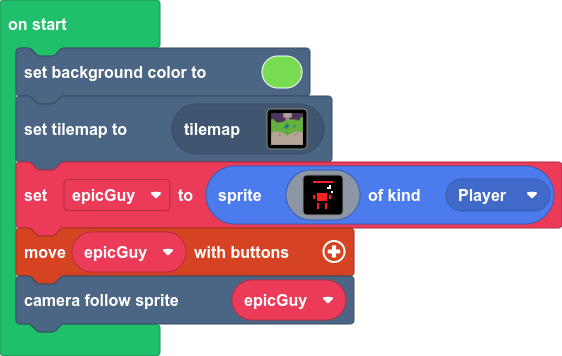 on start
set background color to
set tilemap to tilemap
set epicGuy to sprite of kind Player
move epicGuy with buttons
camera follow sprite epicGuy